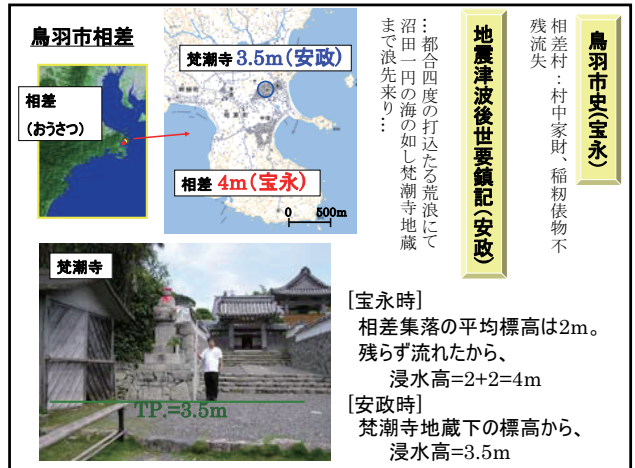 鳥羽市相差
相差
(おうさつ)
梵潮寺 3.5m(安政)
相差 4m(宝永)
0 500m
鳥羽市史(宝永)
相差村：村中家財、稲籾俵物不
残流失
地震津波後世要鎮記(安政)
…都合四度の打込たる荒浪にて
沼田一円の海の如し梵潮寺地蔵
まで浪先来り…
梵潮寺
TP.=3.5m
[宝永時]
相差集落の平均標高は2m。
残らず流れたから、
浸水高=2+2=4m
[安政時]
梵潮寺地蔵下の標高から、
浸水高=3.5m